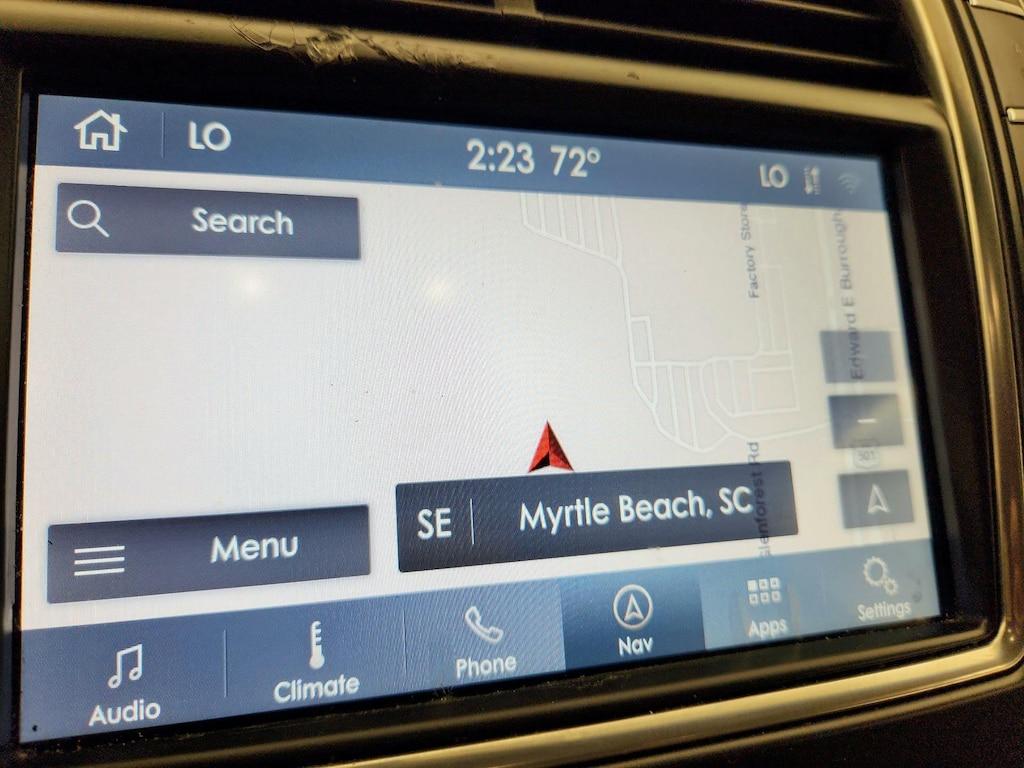 LO
2:23 72°
LO
Search
Factory Store
Edward E Burrough
501
Glenforest Rd
SE
Myrtle Beach, SC
Menu
Audio
Climate
Phone
Nav
Apps
Settings